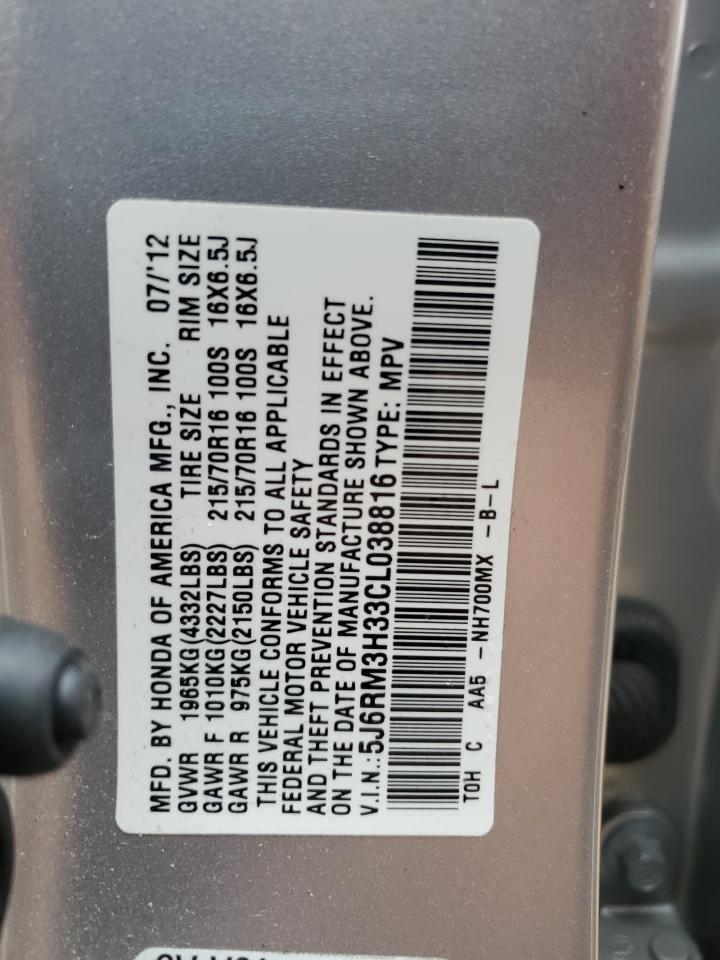 MFD. BY HONDA OF AMERICA MFG., INC. 07/'12
GVWR 1965KG(4332LBS) TIRE SIZE RIM SIZE
GAWR F 1010KG(2227LBS) 215/70R16 100S 16X6.5J
GAWR R 975KG(2150LBS) 215/70R16 100S 16X6.5J
THIS VEHICLE CONFORMS TO ALL APPLICABLE
FEDERAL MOTOR VEHICLE SAFETY
AND THEFT PREVENTION STANDARDS IN EFFECT
ON THE DATE OF MANUFACTURE SHOWN ABOVE.
V.I.N.:5J6RM3H33CL038816 TYPE: MPV
TOH C AA5 -NH700MX -B-L